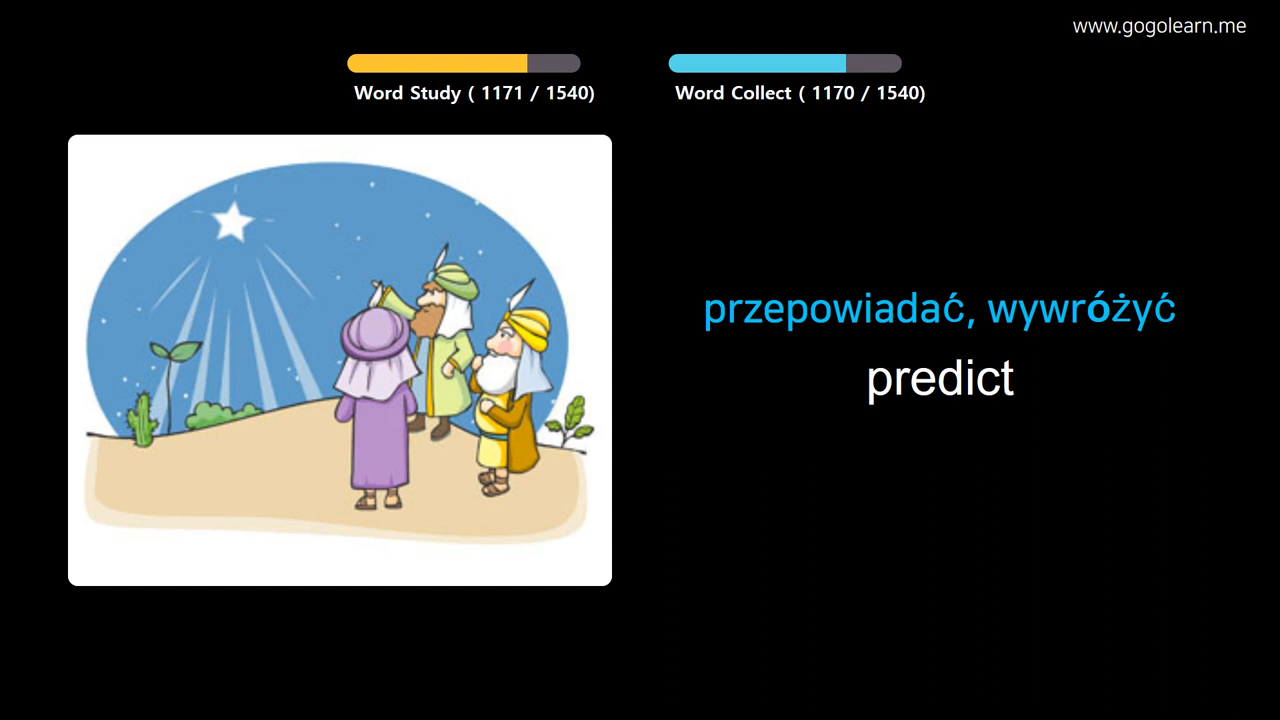 www.gogolearn.me
Word Study ( 1171 / 1540)
Word Collect ( 1170 / 1540)
przepowiadać, wywróżyć
predict